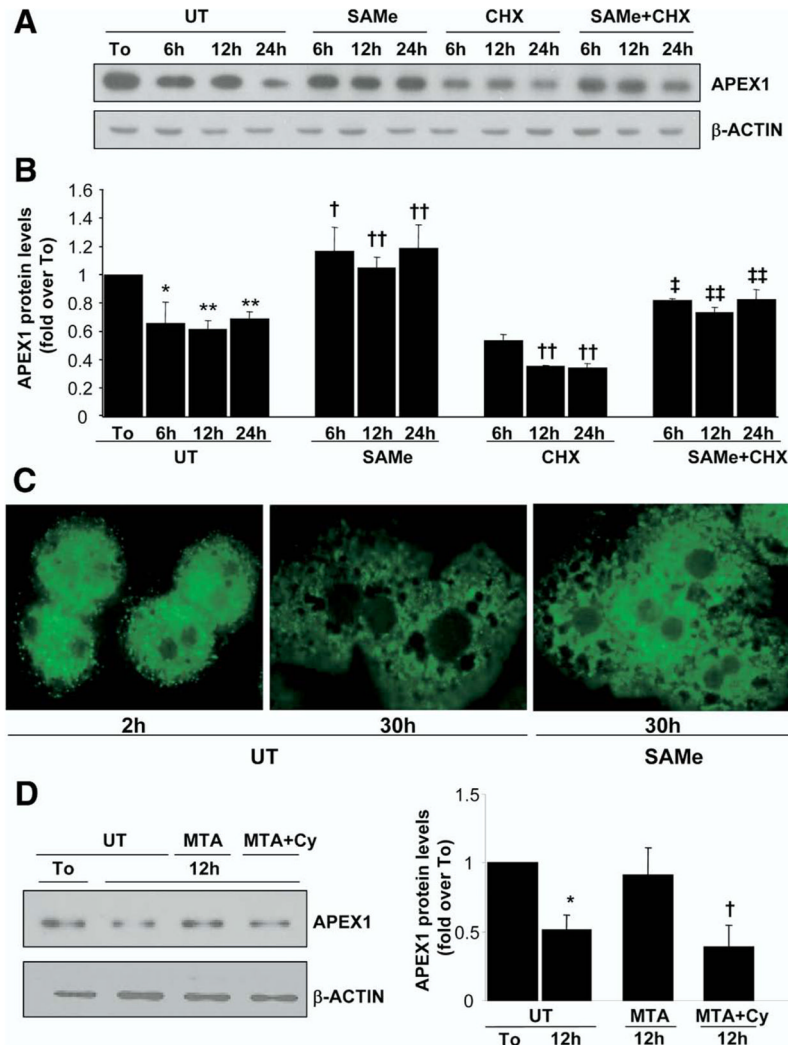 A
UT SAMe CHX SAMe+CHX
To 6h 12h 24h 6h 12h 24h 6h 12h 24h 6h 12h 24h
APEX1
β-ACTIN
B
APEX1 protein levels
(fold over To)
1.6
1.4
1.2
1
0.8
0.6
0.4
0.2
0
* ** ** † †† †† †† †† ‡ ‡‡ ‡‡
To 6h 12h 24h 6h 12h 24h 6h 12h 24h 6h 12h 24h
UT SAMe CHX SAMe+CHX
C
2h 30h 30h
UT SAMe
D
UT MTA MTA+Cy
To 12h
APEX1
β-ACTIN
APEX1 protein levels
(fold over To)
1.5
1
0.5
0
* †
UT MTA MTA+Cy
To 12h 12h 12h